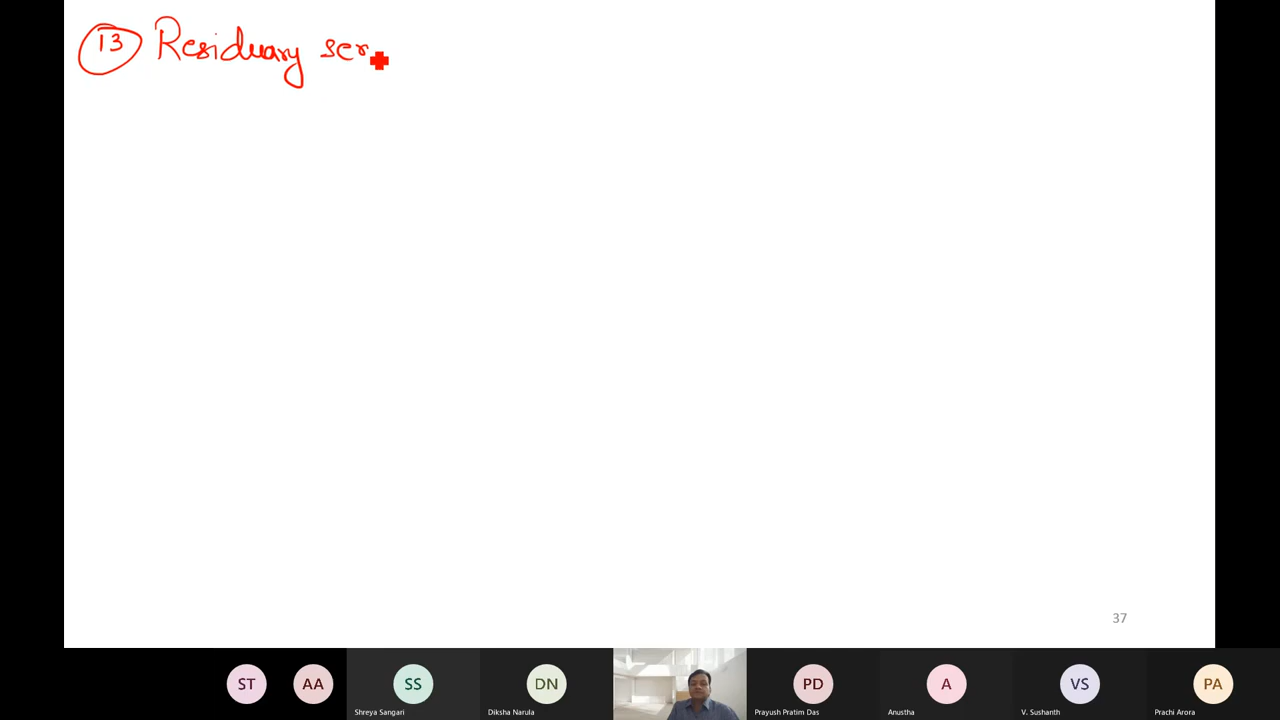 13 Residuary ser
37
ST AA SS DN PD A VS PA
Shreya Sangari Diksha Narula Prayush Pratim Das Anustha V. Sushanth Prachi Arora